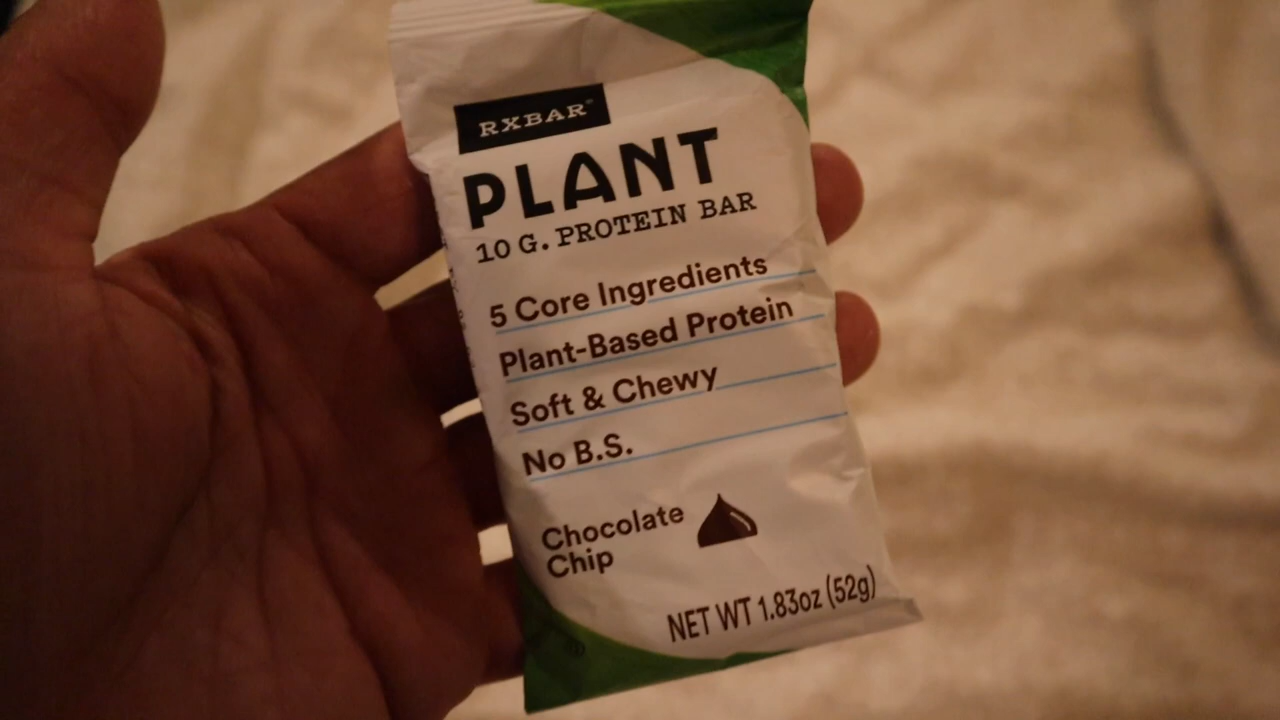 RXBAR®
PLANT
10 G. PROTEIN BAR
5 Core Ingredients
Plant-Based Protein
Soft & Chewy
No B.S.
Chocolate
Chip
NET WT 1.83oz (52g)